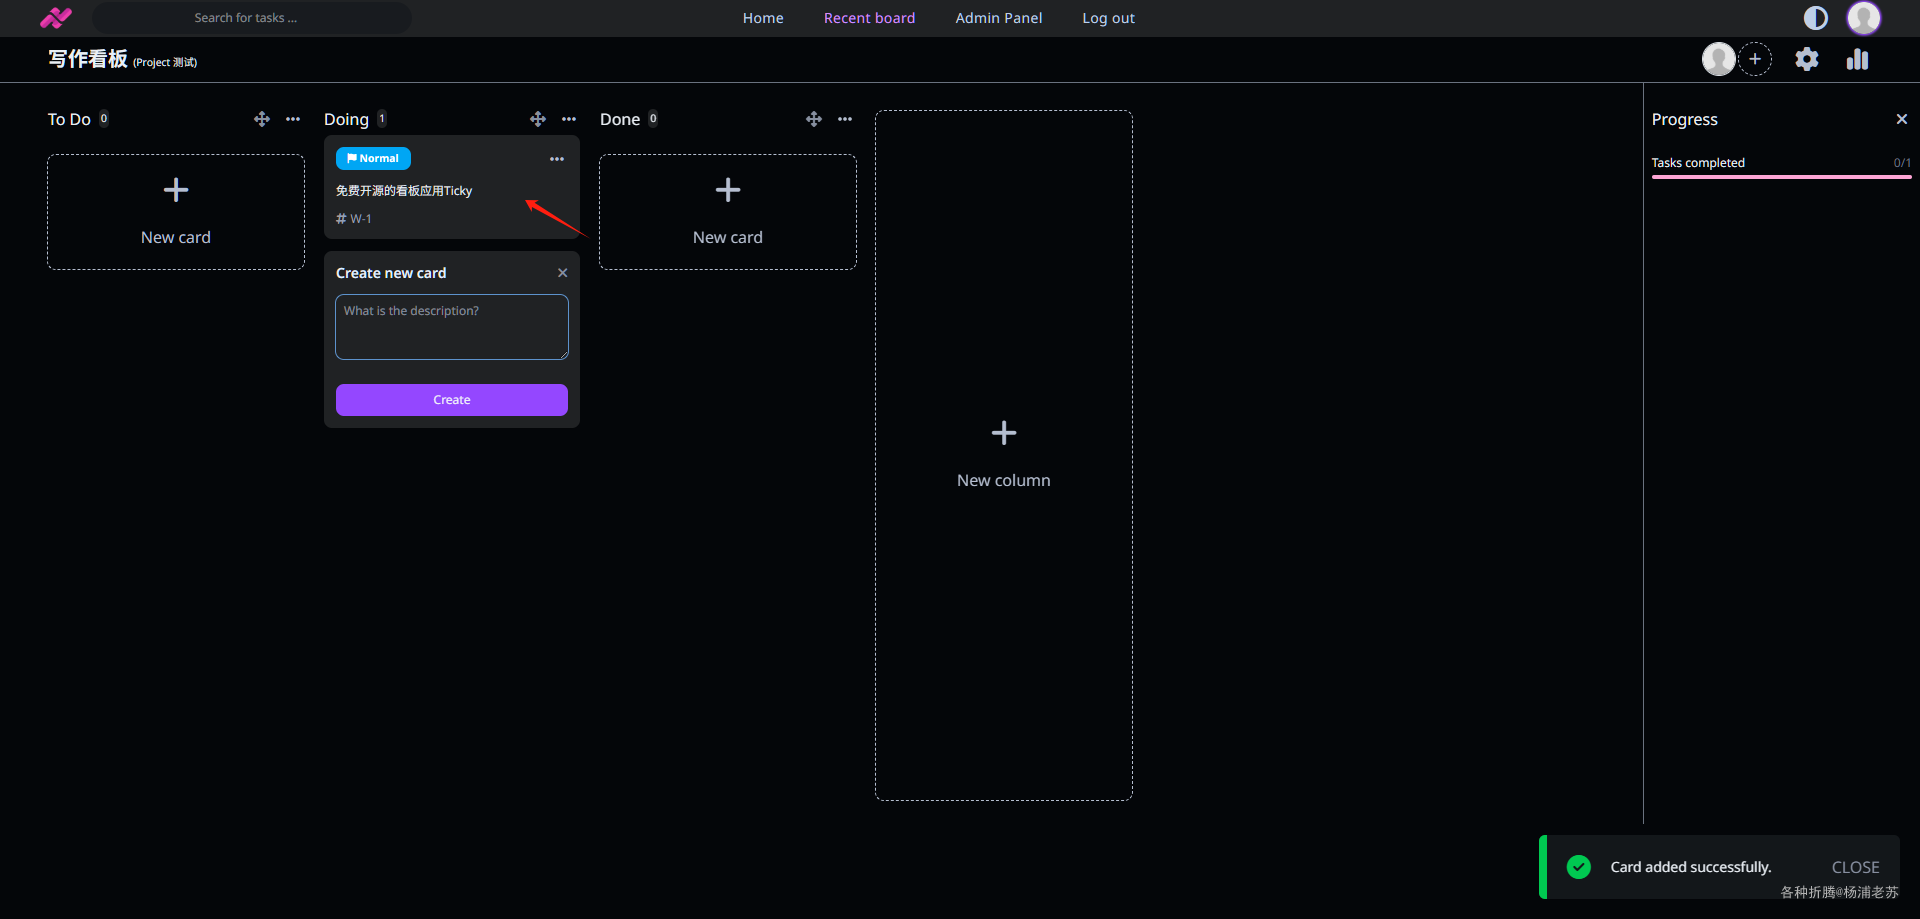 Search for tasks ...
Home
Recent board
Admin Panel
Log out
写作看板 (Project 测试)
To Do 0
New card
Doing 1
Normal
免费开源的看板应用Ticky
# W-1
Create new card
What is the description?
Create
Done 0
New card
New column
Progress
Tasks completed 0/1
Card added successfully.
CLOSE
各种折腾@杨浦老苏